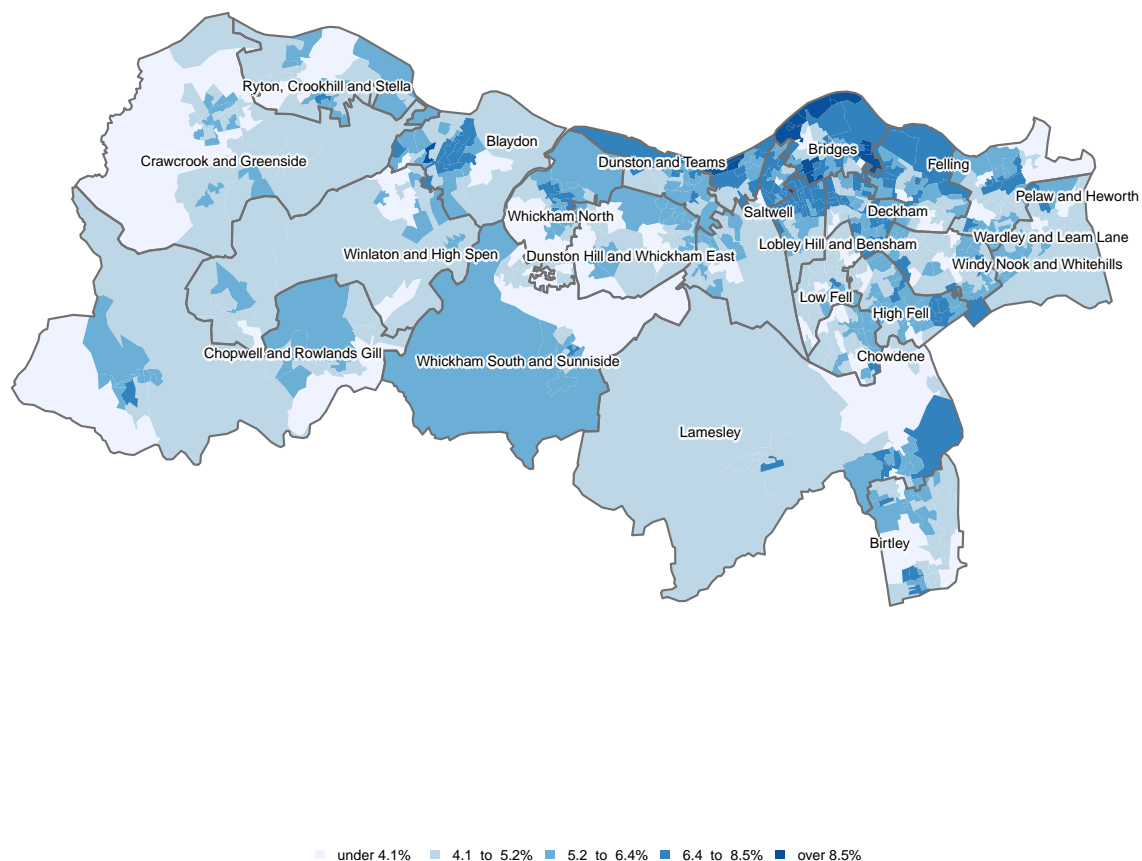 Ryton, Crookhill and Stella
Blaydon
Bridges
Crawcrook and Greenside
Dunston and Teams
Felling
Pelaw and Heworth
Whickham North
Saltwell
Deckham
Wardley and Leam Lane
Lobley Hill and Bensham
Winlaton and High Spen
Dunston Hill and Whickham East
Windy Nook and Whitehills
Low Fell
High Fell
Chopwell and Rowlands Gill
Whickham South and Sunniside
Chowdene
Lamesley
Birtley
under 4.1% 4.1 to 5.2% 5.2 to 6.4% 6.4 to 8.5% over 8.5%